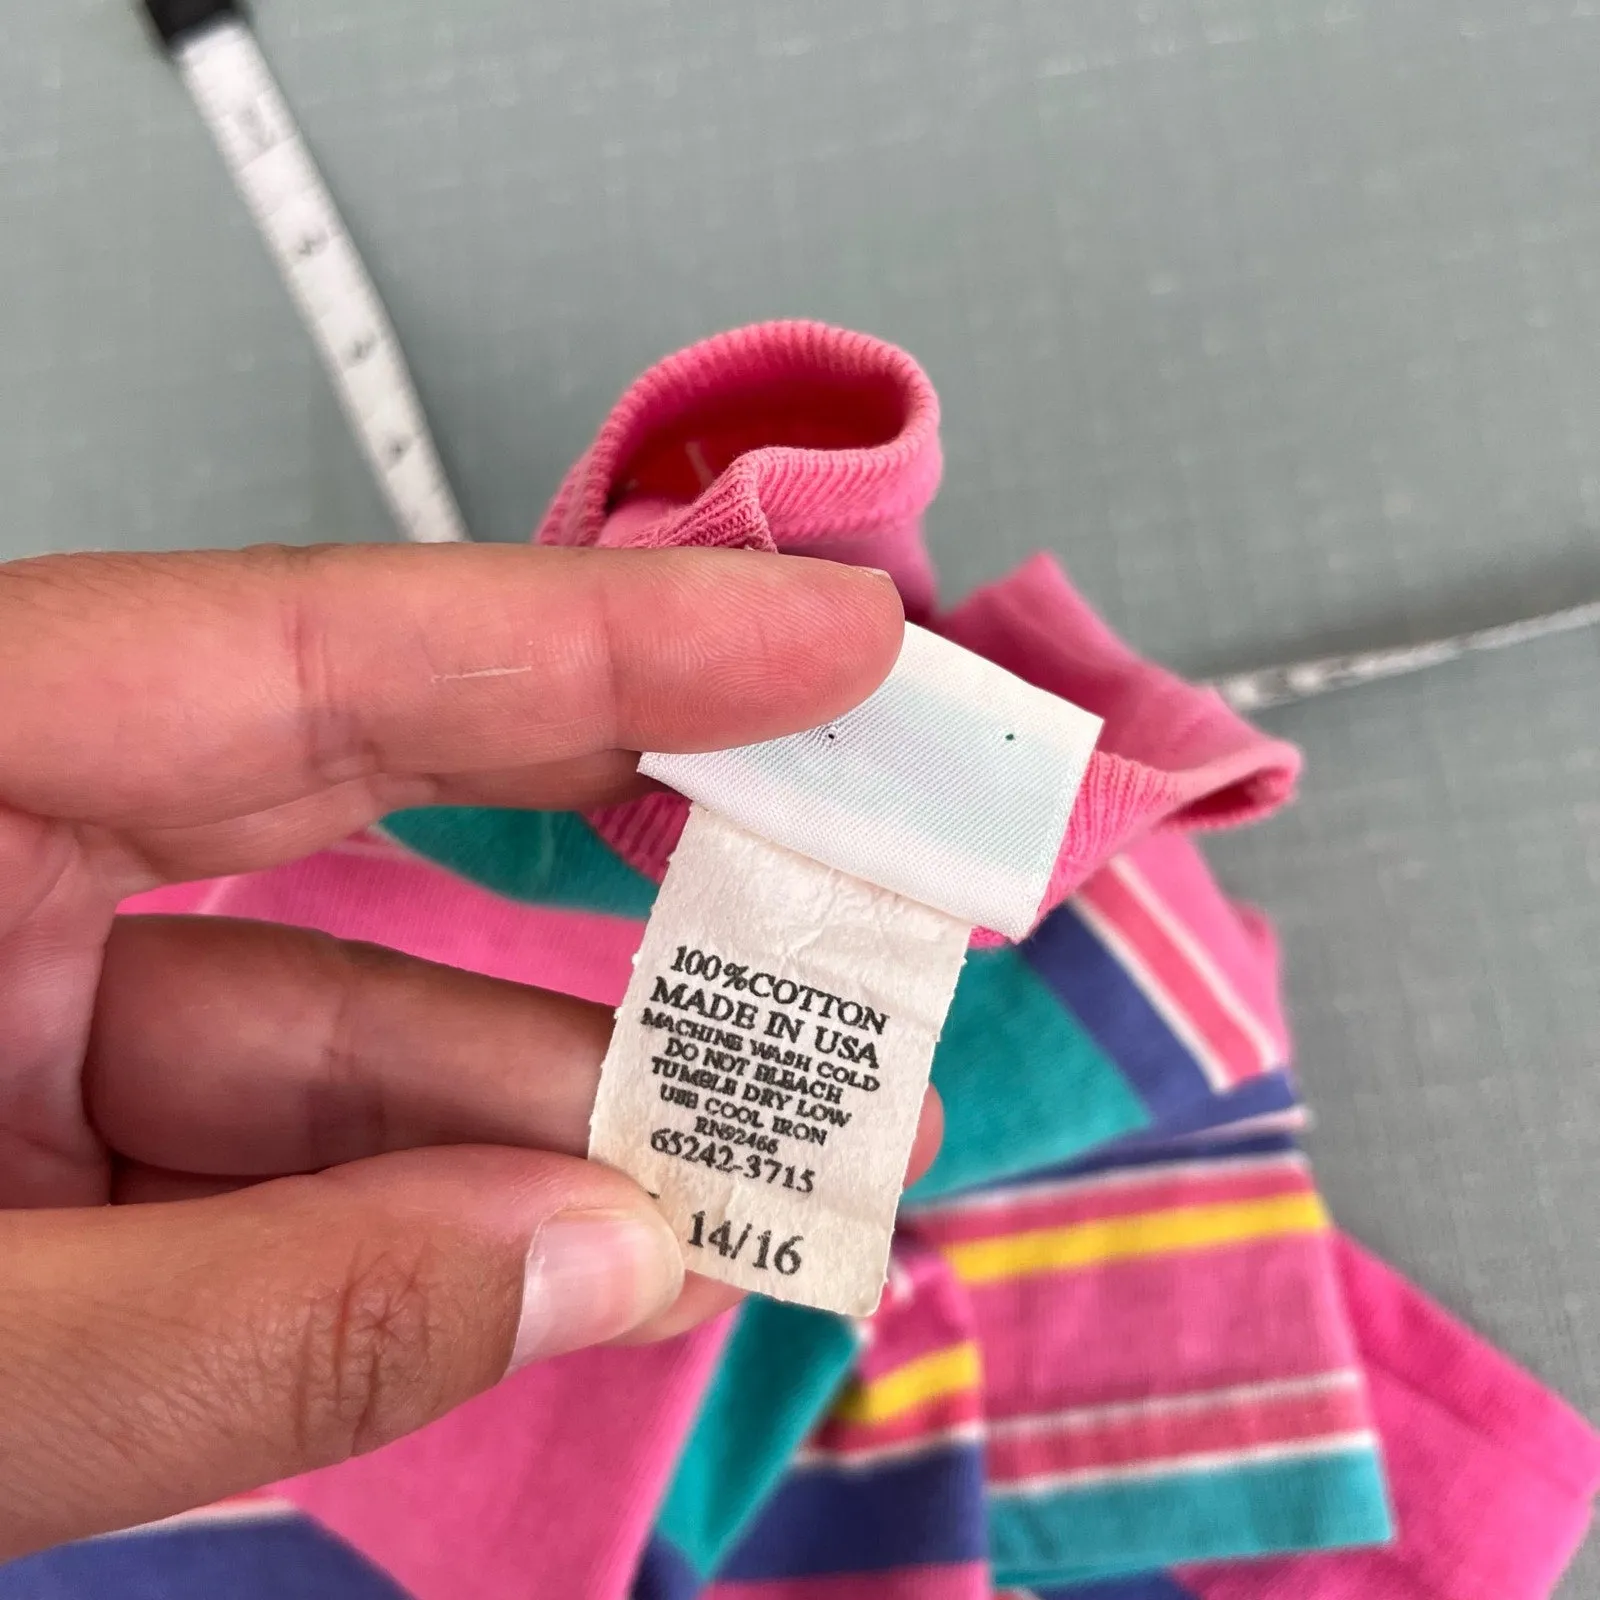 100%COTTON
MADE IN USA
MACHINE WASH COLD
DO NOT BLEACH
TUMBLE DRY LOW
USE COOL IRON
RN92466
65242-3715
14/16